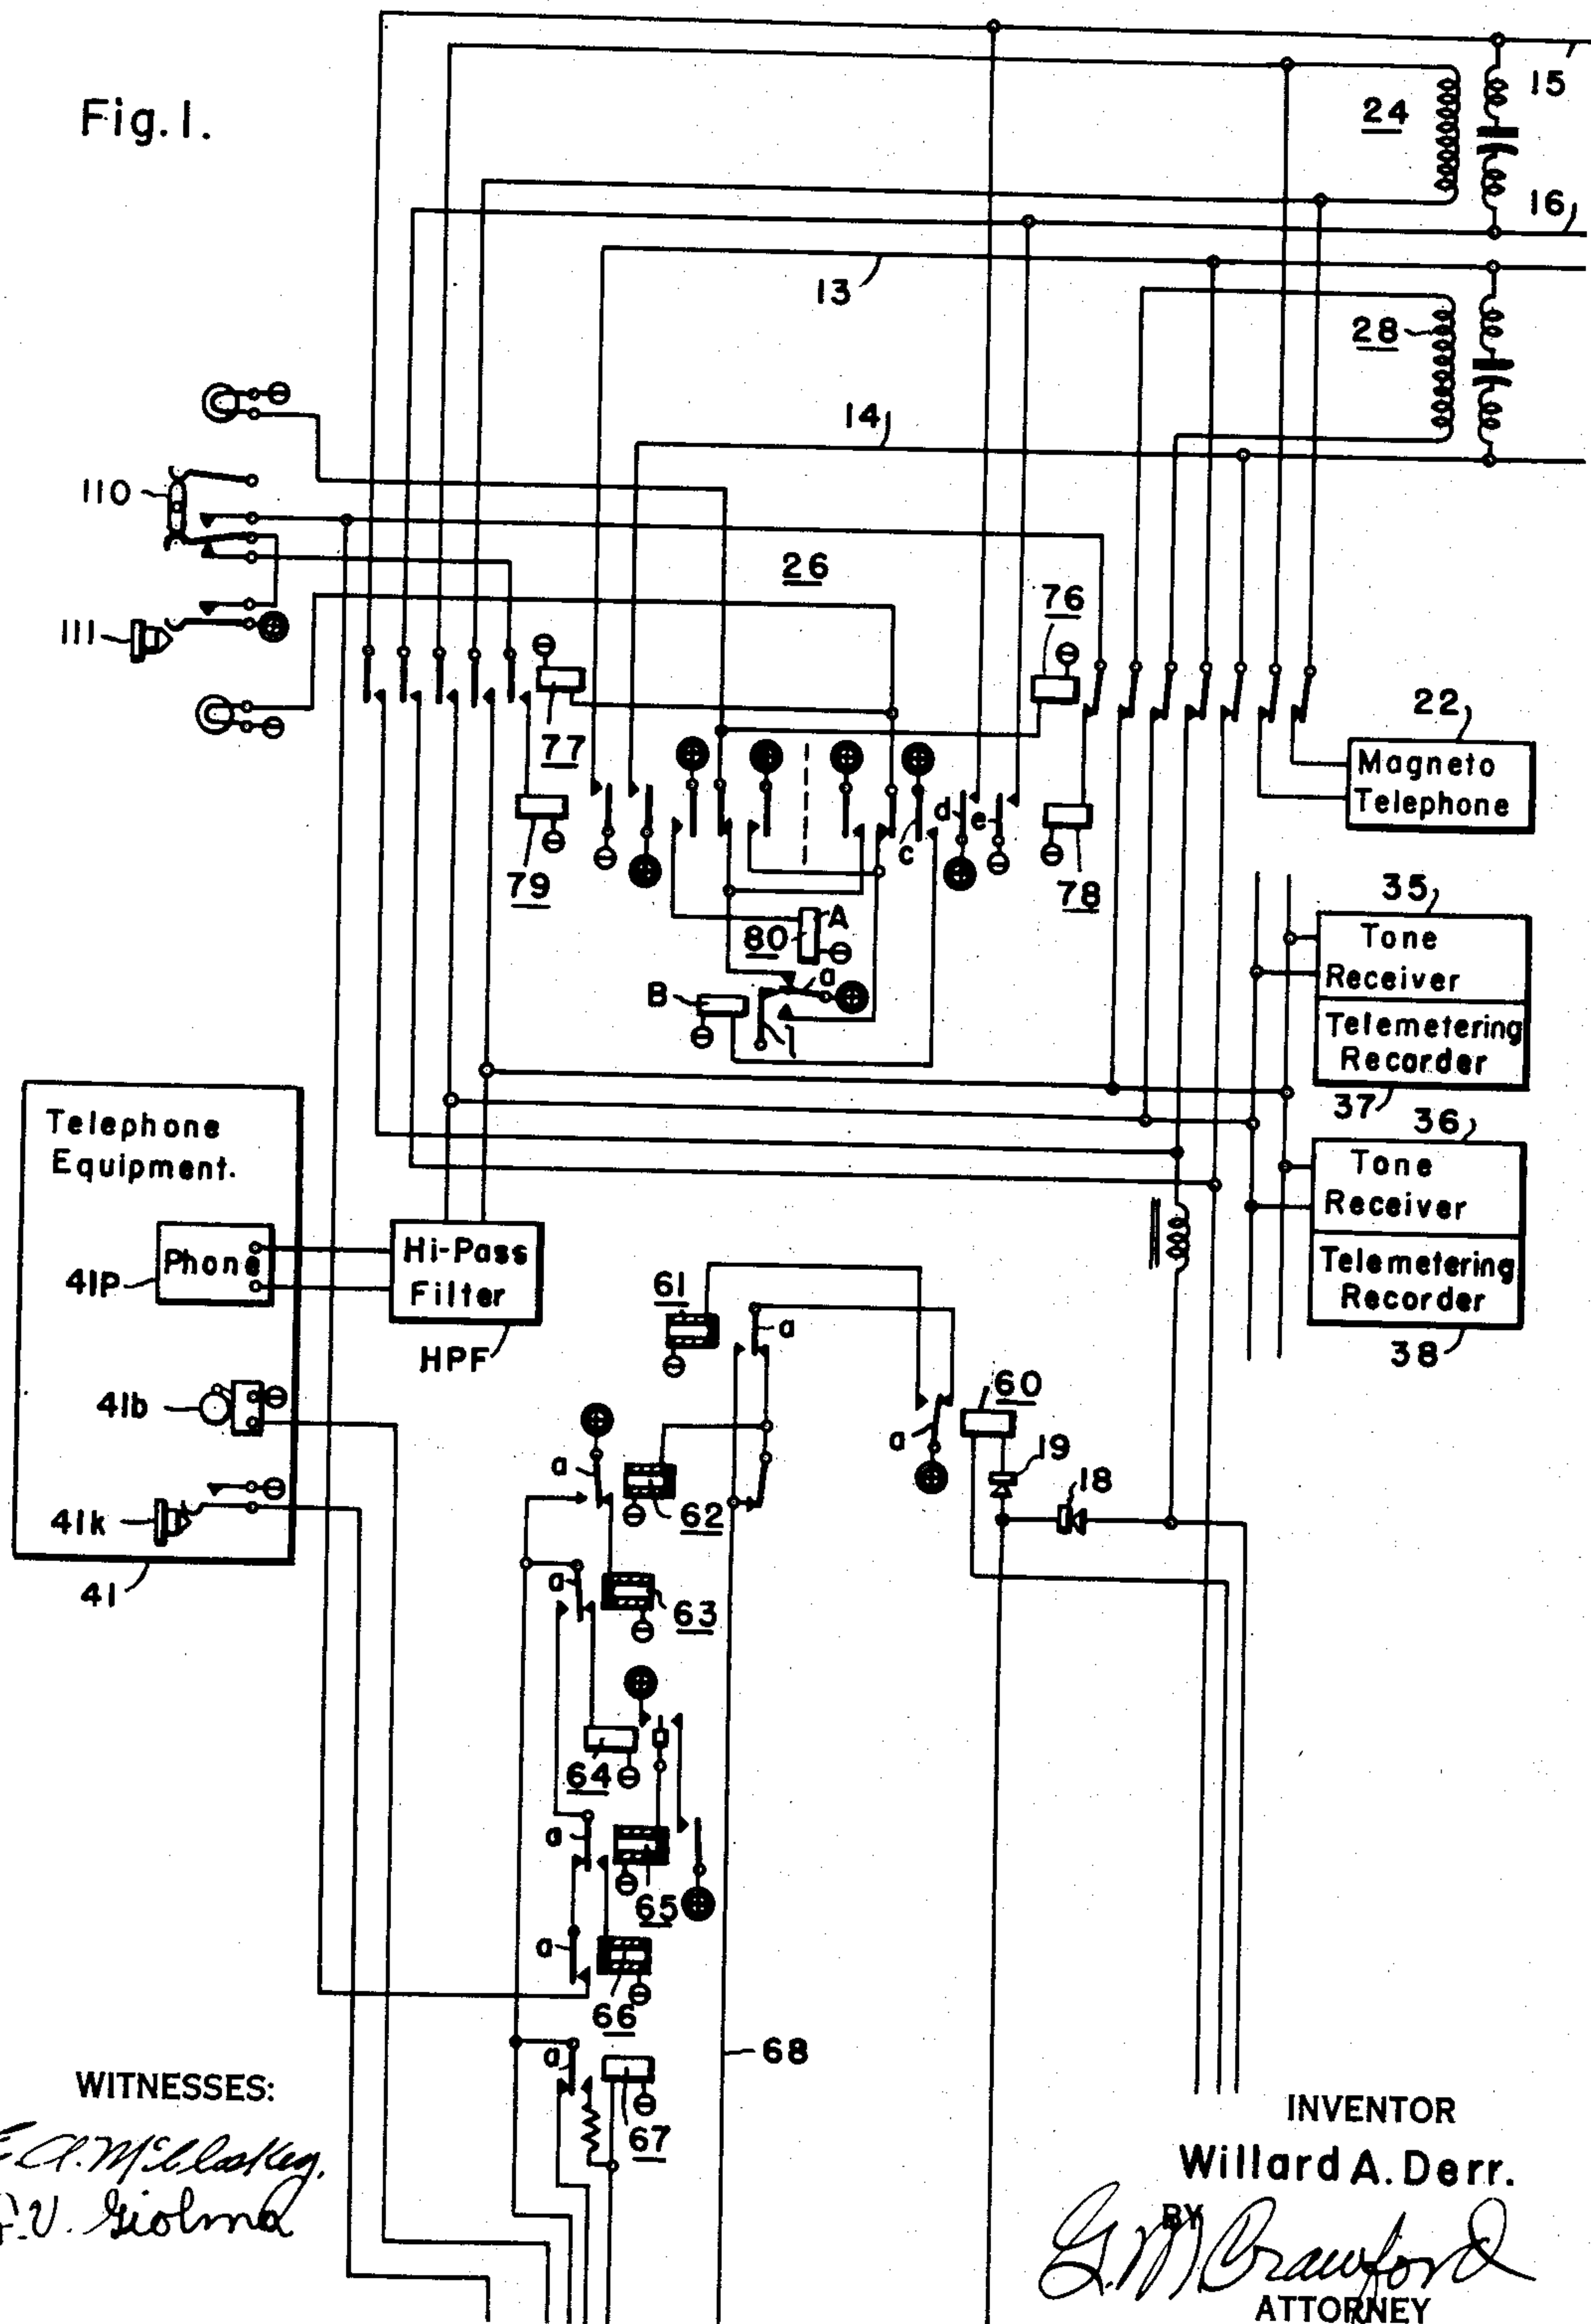 Fig. 1.
15
24
16
13
28
14
110
26
76
111
22
77
Magneto
Telephone
d
e
c
79
78
35
A
80
Tone
Receiver
a
B
1
Telemetering
Recorder
37
36
Telephone
Equipment.
Tone
Receiver
Phone
Hi-Pass
Filter
41P
61
Telemetering
Recorder
a
HPF
38
60
41b
a
19
a
18
62
41k
a
63
41
64
a
65
a
66
68
a
67
WITNESSES:
INVENTOR
Willard A. Derr.
BY
G. M. Crawford
ATTORNEY